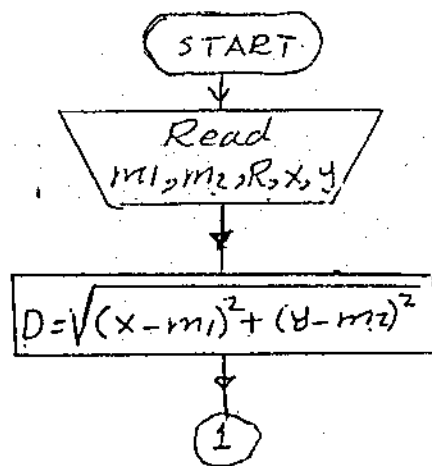 START
Read
m1,m2,R,x,y
D=√(x-m1)²+(y-m2)²
1